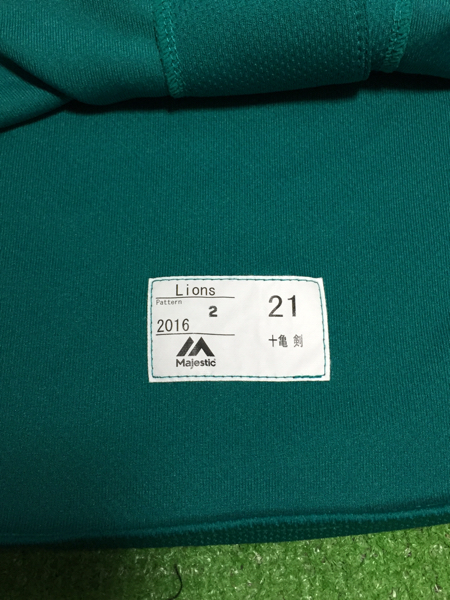 Lions
Pattern
2
2016
Majestic
21
十亀 剣